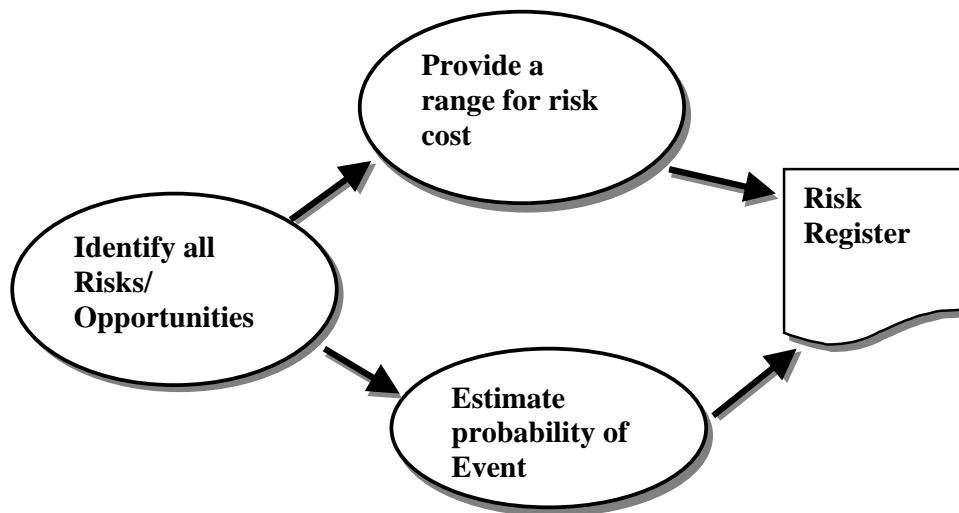 Provide a
range for risk
cost
Risk
Register
Identify all
Risks/
Opportunities
Estimate
probability of
Event